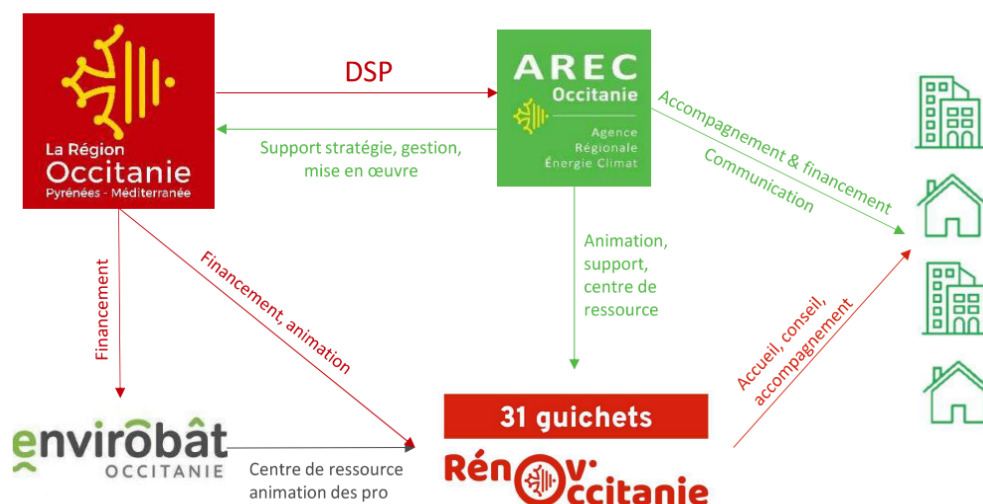 La Région
Occitanie
Pyrénées - Méditerranée
DSP
Support stratégie, gestion,
mise en œuvre
AREC
Occitanie
Agence
Régionale
Énergie Climat
Accompagnement & financement
Communication
Animation,
support,
centre de
ressource
Financement
Financement, animation
Accueil, conseil,
accompagnement
envirobât
OCCITANIE
Centre de ressource
animation des pro
31 guichets
Rénov'
Occitanie